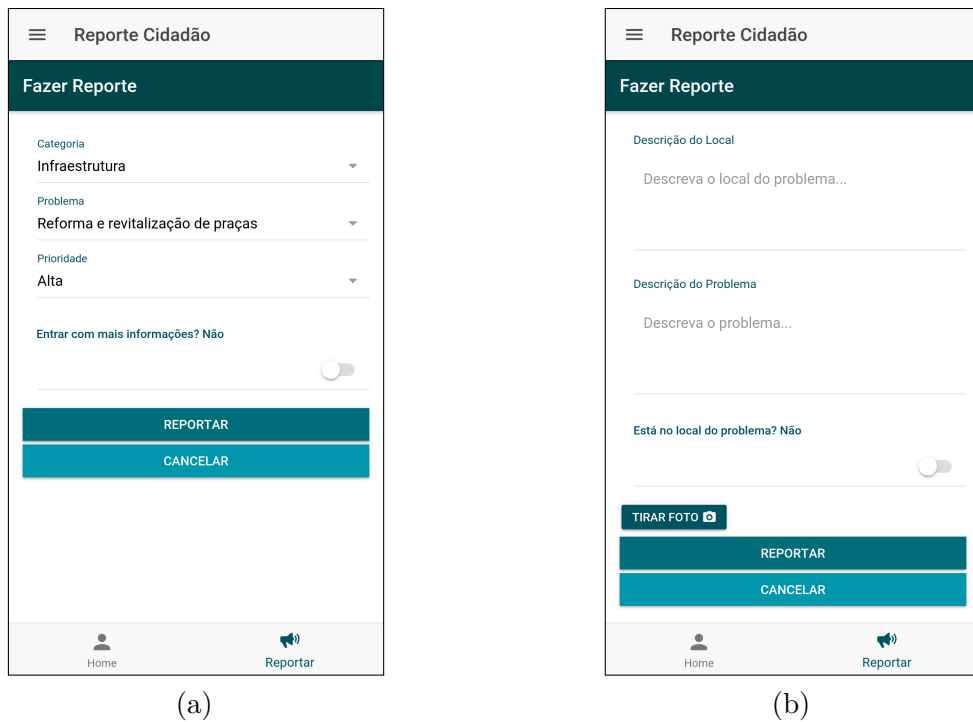 Reporte Cidadão
Fazer Reporte
Categoria
Infraestrutura
Problema
Reforma e revitalização de praças
Prioridade
Alta
Entrar com mais informações? Não
REPORTAR
CANCELAR
Home
Reportar
(a)
Reporte Cidadão
Fazer Reporte
Descrição do Local
Descreva o local do problema...
Descrição do Problema
Descreva o problema...
Está no local do problema? Não
TIRAR FOTO
REPORTAR
CANCELAR
Home
Reportar
(b)